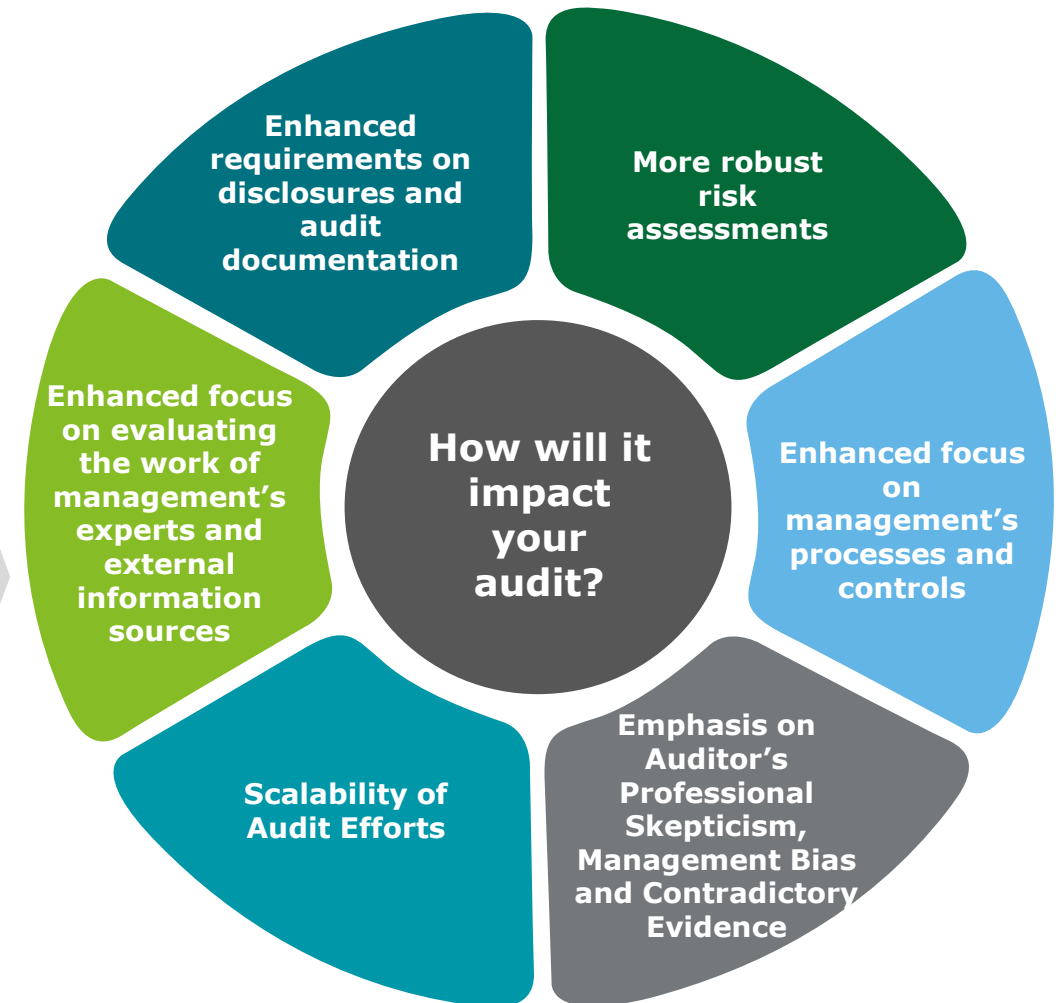 Enhanced
requirements on
disclosures and
audit
documentation
More robust
risk
assessments
Enhanced focus
on evaluating
the work of
management’s
experts and
external
information
sources
How will it
impact
your
audit?
Enhanced focus
on
management’s
processes and
controls
Scalability of
Audit Efforts
Emphasis on
Auditor’s
Professional
Skepticism,
Management Bias
and Contradictory
Evidence